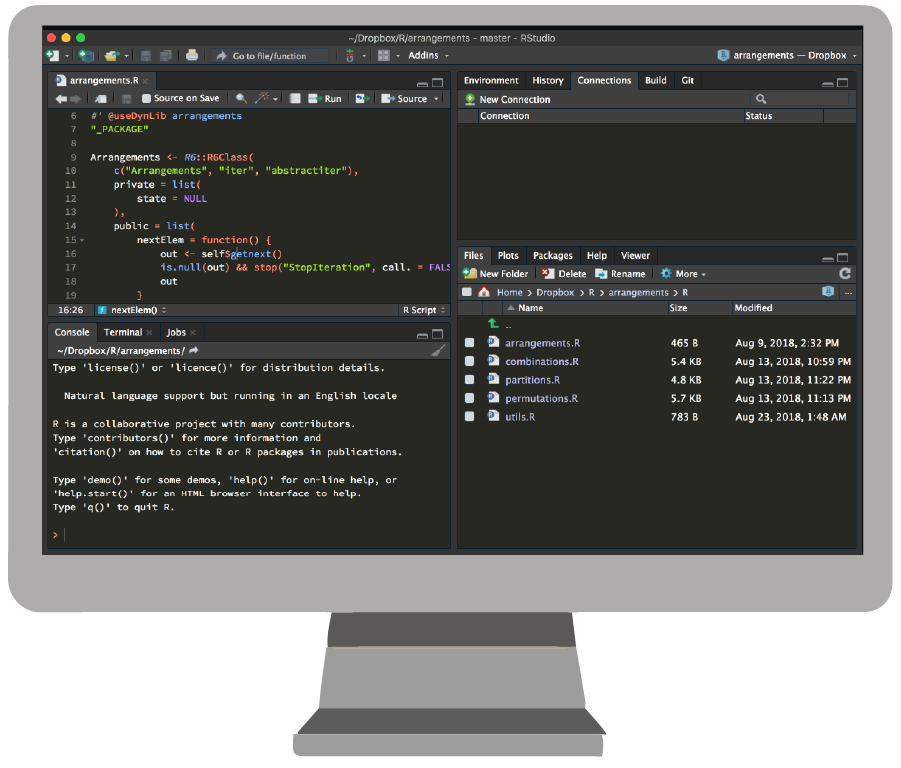 ~/Dropbox/R/arrangements - master - RStudio
Go to file/function
Addins
arrangements — Dropbox
arrangements.R
Source on Save
Run
Source
6 #' @useDynLib arrangements
7 "_PACKAGE"
8
9 Arrangements <- R6::R6Class(
10 c("Arrangements", "iter", "abstractiter"),
11 private = list(
12 state = NULL
13 ),
14 public = list(
15 nextElem = function() {
16 out <- self$getnext()
17 is.null(out) && stop("StopIteration", call. = FALS
18 out
19 }
16:26 nextElem() R Script
Console Terminal Jobs
~/Dropbox/R/arrangements/
Type 'license()' or 'licence()' for distribution details.
Natural language support but running in an English locale
R is a collaborative project with many contributors.
Type 'contributors()' for more information and
'citation()' on how to cite R or R packages in publications.
Type 'demo()' for some demos, 'help()' for on-line help, or
'help.start()' for an HTML browser interface to help.
Type 'q()' to quit R.
>
Environment History Connections Build Git
New Connection
Connection Status
Files Plots Packages Help Viewer
New Folder Delete Rename More
Home > Dropbox > R > arrangements > R ...
Name Size Modified
..
arrangements.R 465 B Aug 9, 2018, 2:32 PM
combinations.R 5.4 KB Aug 13, 2018, 10:59 PM
partitions.R 4.8 KB Aug 13, 2018, 11:22 PM
permutations.R 5.7 KB Aug 13, 2018, 11:13 PM
utils.R 783 B Aug 23, 2018, 1:48 AM